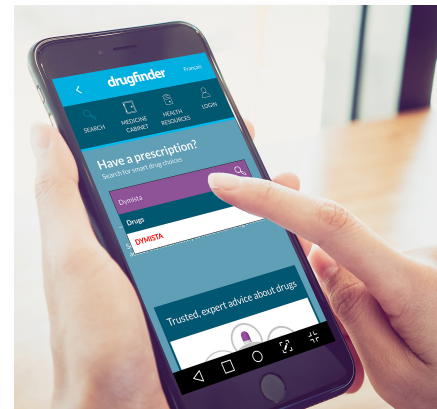 drugfinder
Français
SEARCH
MEDICINE
CABINET
HEALTH
RESOURCES
LOGIN
Have a prescription?
Search for smart drug choices
Dymista
Drugs
DYMISTA
Trusted, expert advice about drugs